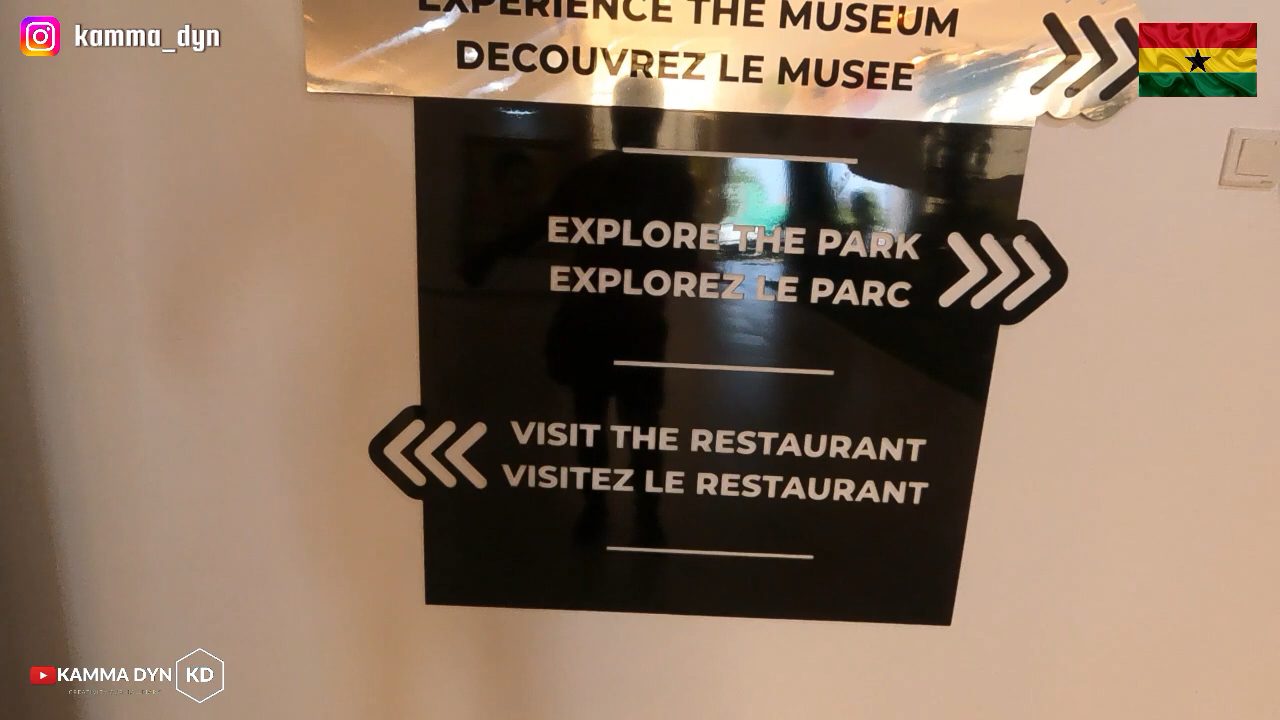 kamma_dyn
EXPERIENCE THE MUSEUM
DECOUVREZ LE MUSEE
EXPLORE THE PARK
EXPLOREZ LE PARC
VISIT THE RESTAURANT
VISITEZ LE RESTAURANT
KAMMA DYN KD